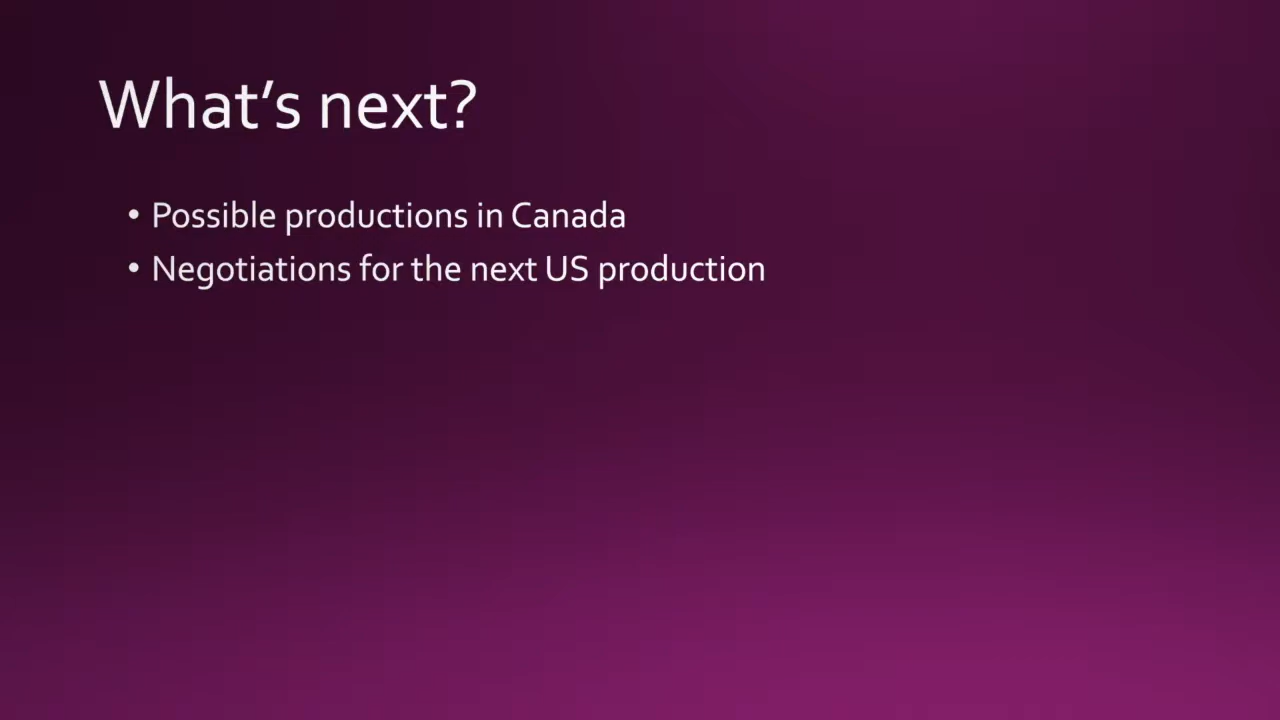 What’s next?
• Possible productions in Canada
• Negotiations for the next US production